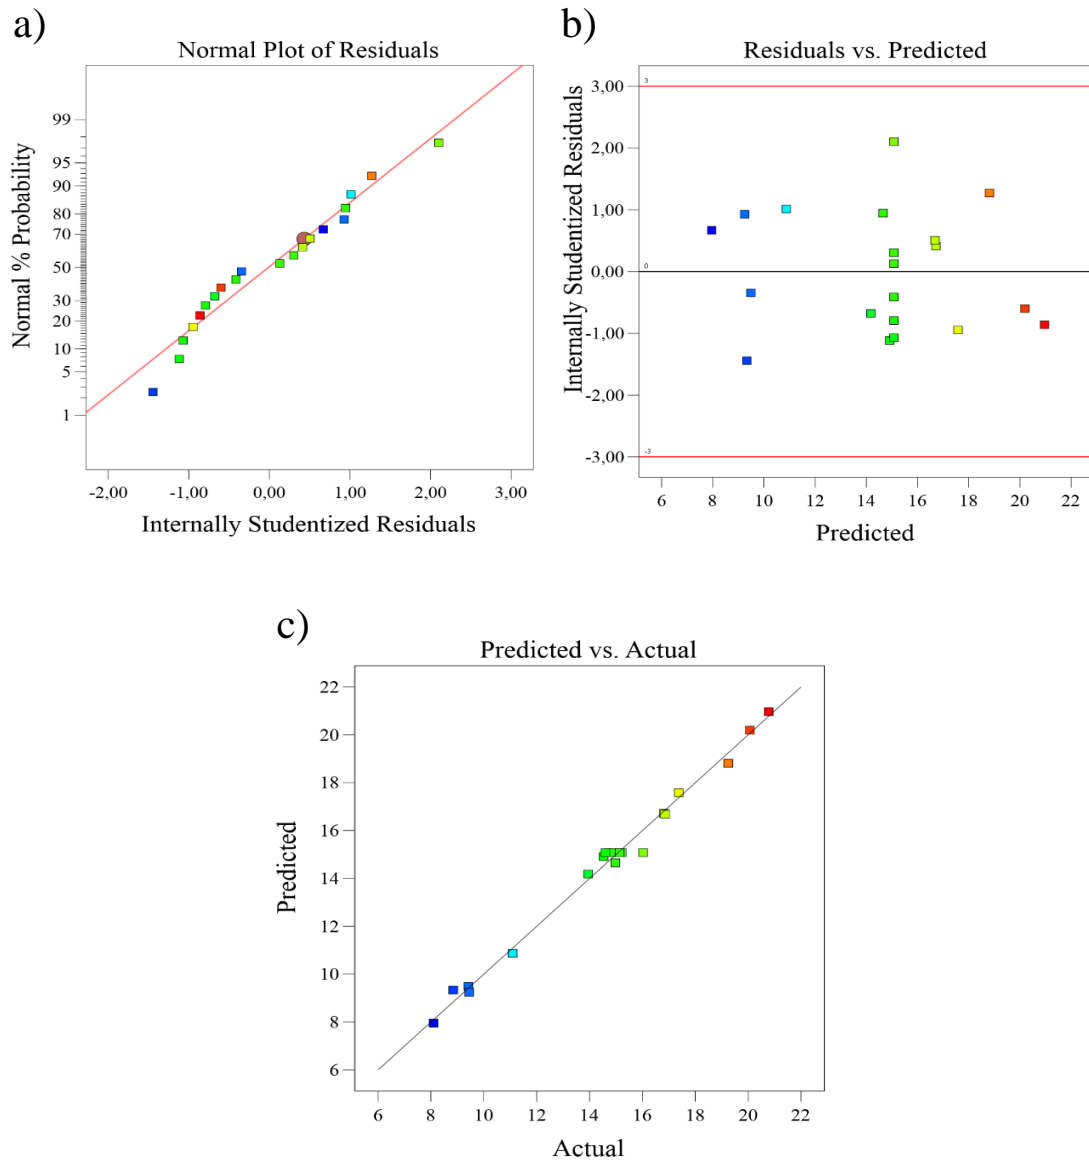 a)
Normal Plot of Residuals
Normal % Probability
99
95
90
80
70
50
30
20
10
5
1
-2,00 -1,00 0,00 1,00 2,00 3,00
Internally Studentized Residuals
b)
Residuals vs. Predicted
Internally Studentized Residuals
3,00
2,00
1,00
0,00
-1,00
-2,00
-3,00
3
0
-3
6 8 10 12 14 16 18 20 22
Predicted
c)
Predicted vs. Actual
Predicted
22
20
18
16
14
12
10
8
6
6 8 10 12 14 16 18 20 22
Actual